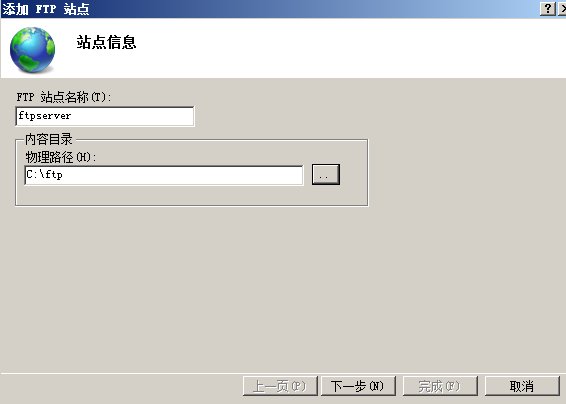 添加 FTP 站点
站点信息
FTP 站点名称(T):
ftpserver
内容目录
物理路径(H):
C:\ftp
..
上一页(P) 下一步(N) 完成(F) 取消